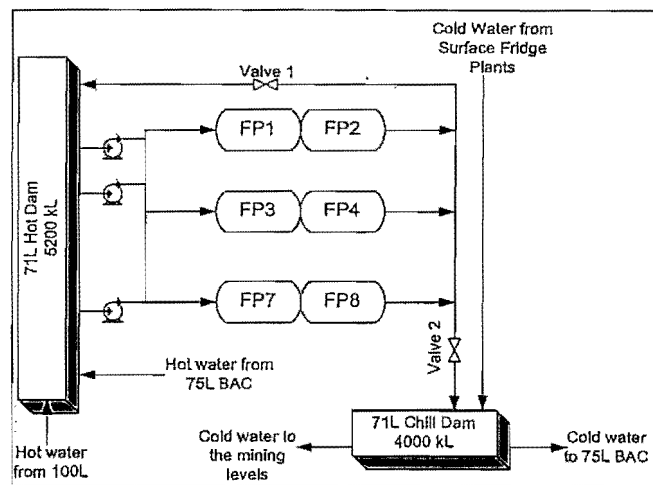 Cold Water from
Surface Fridge
Plants
Valve 1
FP1
FP2
71L Hot Dam
5200 kL
FP3
FP4
FP7
FP8
Valve 2
Hot water from
75L BAC
71L Chill Dam
4000 kL
Cold water to
the mining
levels
Cold water
to 75L BAC
Hot water
from 100L